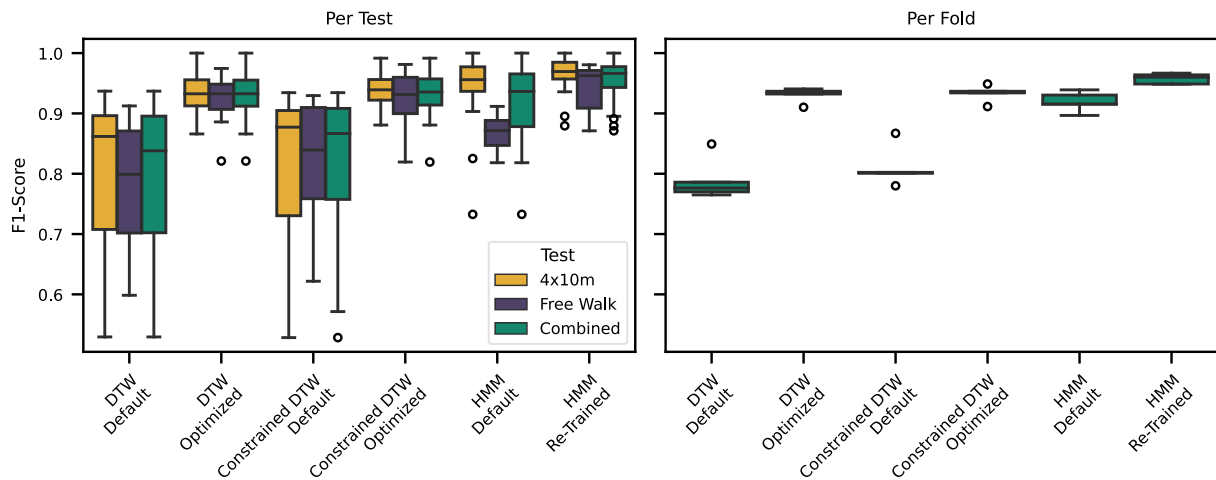 Per Test
Per Fold
F1-Score
1.0
0.9
0.8
0.7
0.6
Test
4x10m
Free Walk
Combined
DTW
Default
DTW
Optimized
Constrained DTW
Default
Constrained DTW
Optimized
HMM
Default
HMM
Re-Trained
DTW
Default
DTW
Optimized
Constrained DTW
Default
Constrained DTW
Optimized
HMM
Default
HMM
Re-Trained